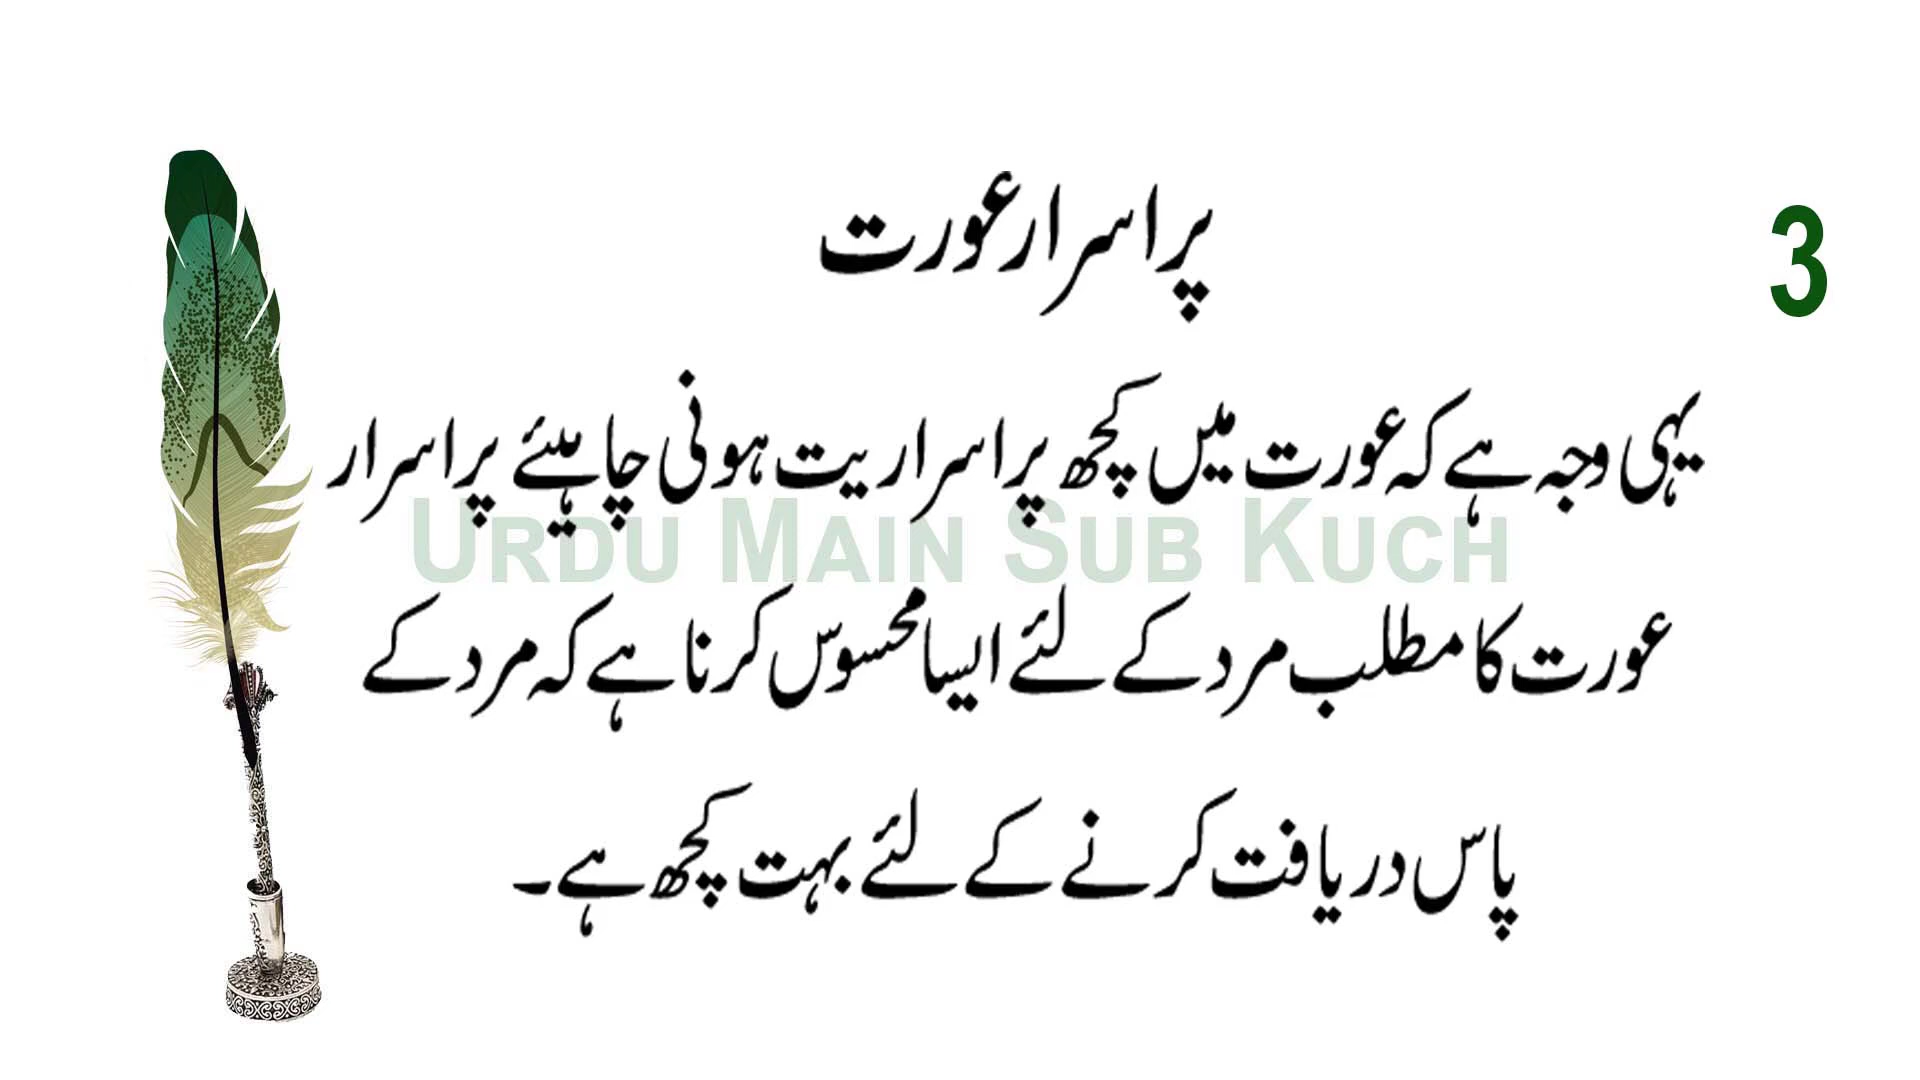 3
پراسرار عورت
یہی وجہ ہے کہ عورت میں کچھ پراسراریت ہونی چاہیئے پراسرار
URDU MAIN SUB KUCH
عورت کا مطلب مرد کے لئے ایسا محسوس کرنا ہے کہ مرد کے
پاس دریافت کرنے کے لئے بہت کچھ ہے۔